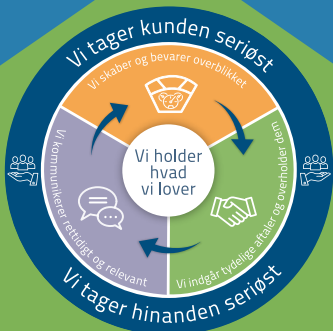 Vi tager kunden seriøst
Vi skaber og bevarer overblikket
Vi holder
hvad
vi lover
Vi kommunikerer rettidigt og relevant
Vi indgår tydelige aftaler og overholder dem
Vi tager hinanden seriøst